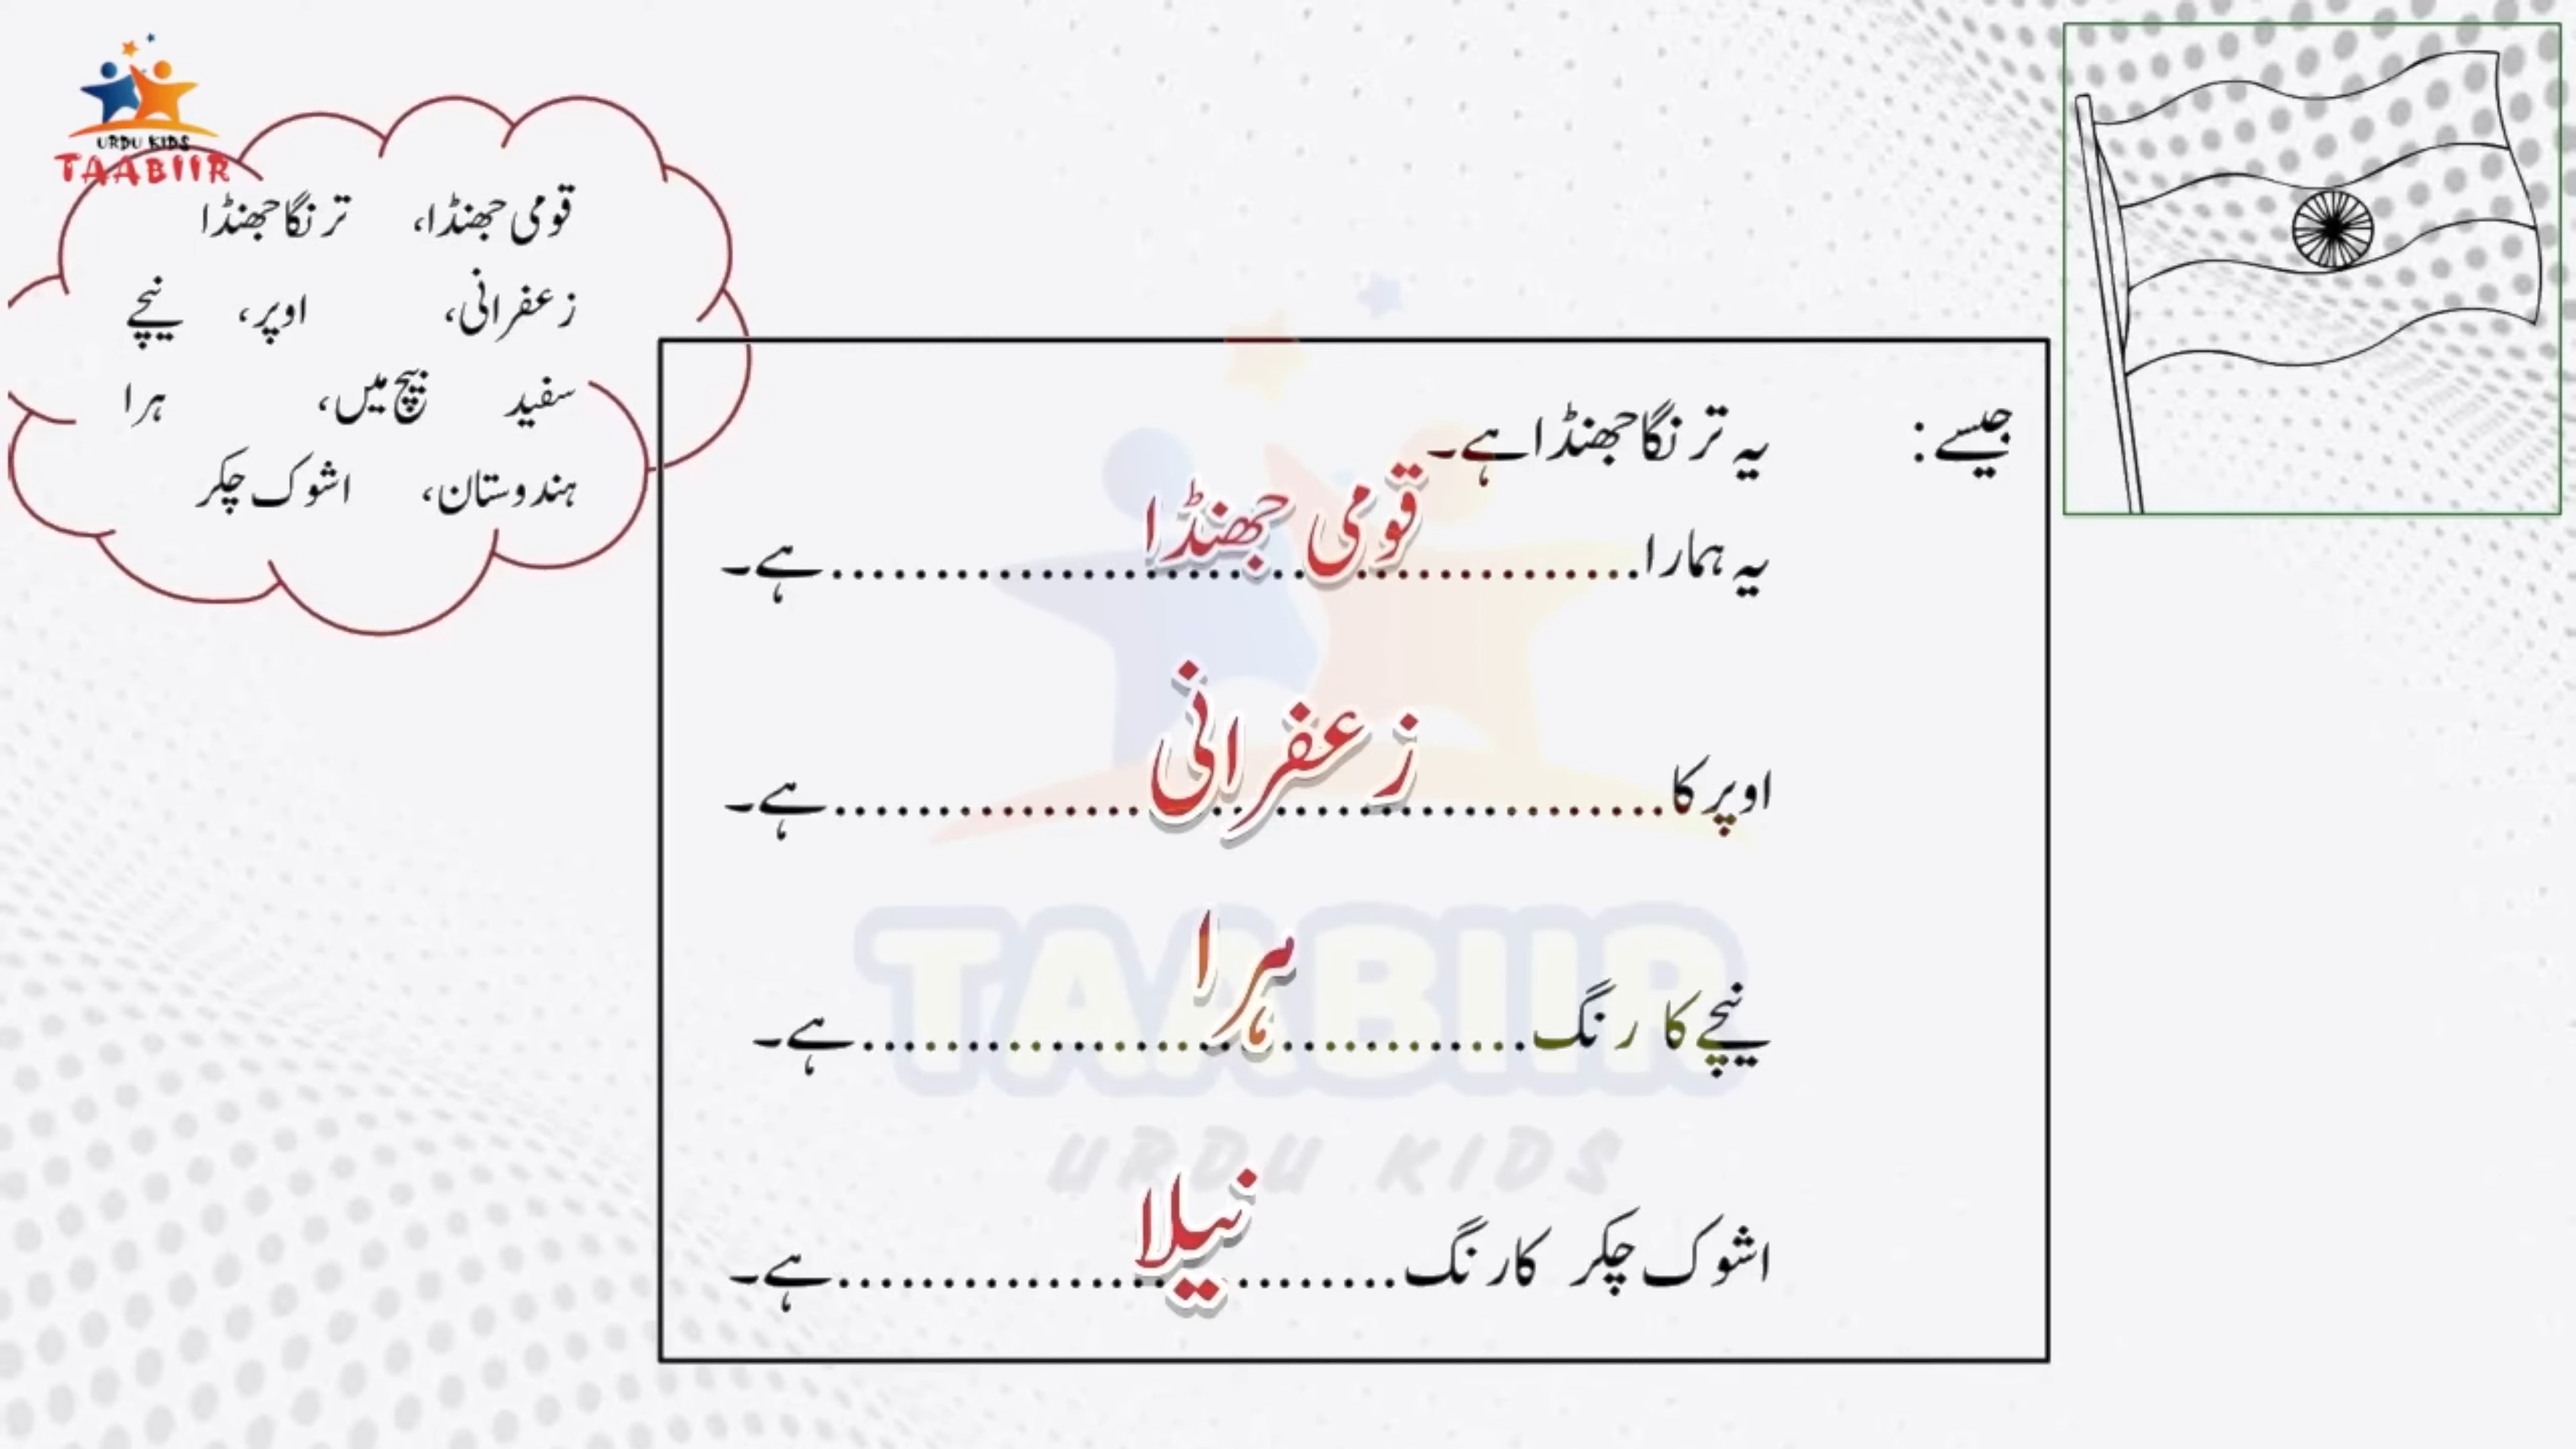 URDU KIDS
TAABIIR
قومی جھنڈا، ترنگا جھنڈا
زعفرانی، اوپر، نیچے
سفید بیچ میں، ہرا
ہندوستان، اشوک چکر
جیسے: یہ ترنگا جھنڈا ہے۔
یہ ہمارا قومی جھنڈا ہے۔
اوپر کا زعفرانی ہے۔
نیچے کا رنگ ہرا ہے۔
اشوک چکر کا رنگ نیلا ہے۔
TAABIIR
URDU KIDS